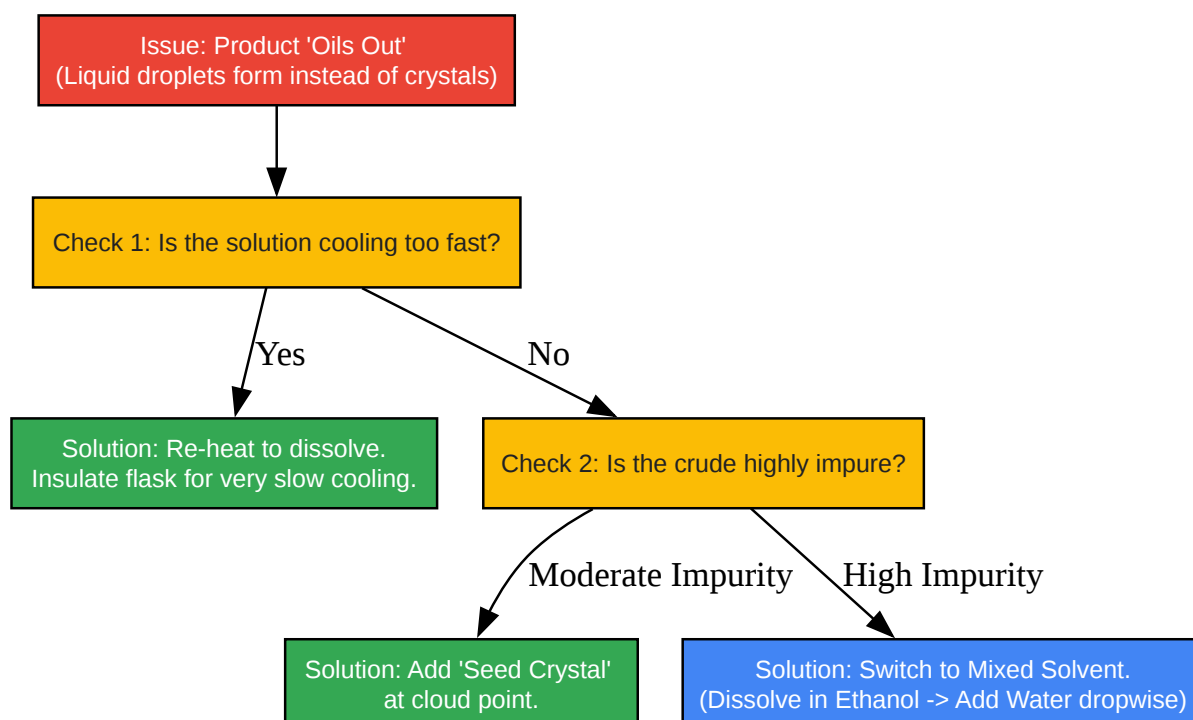 Issue: Product 'Oils Out'
(Liquid droplets form instead of crystals)
Check 1: Is the solution cooling too fast?
Yes
No
Solution: Re-heat to dissolve.
Insulate flask for very slow cooling.
Check 2: Is the crude highly impure?
Moderate Impurity
High Impurity
Solution: Add 'Seed Crystal'
at cloud point.
Solution: Switch to Mixed Solvent.
(Dissolve in Ethanol -> Add Water dropwise)